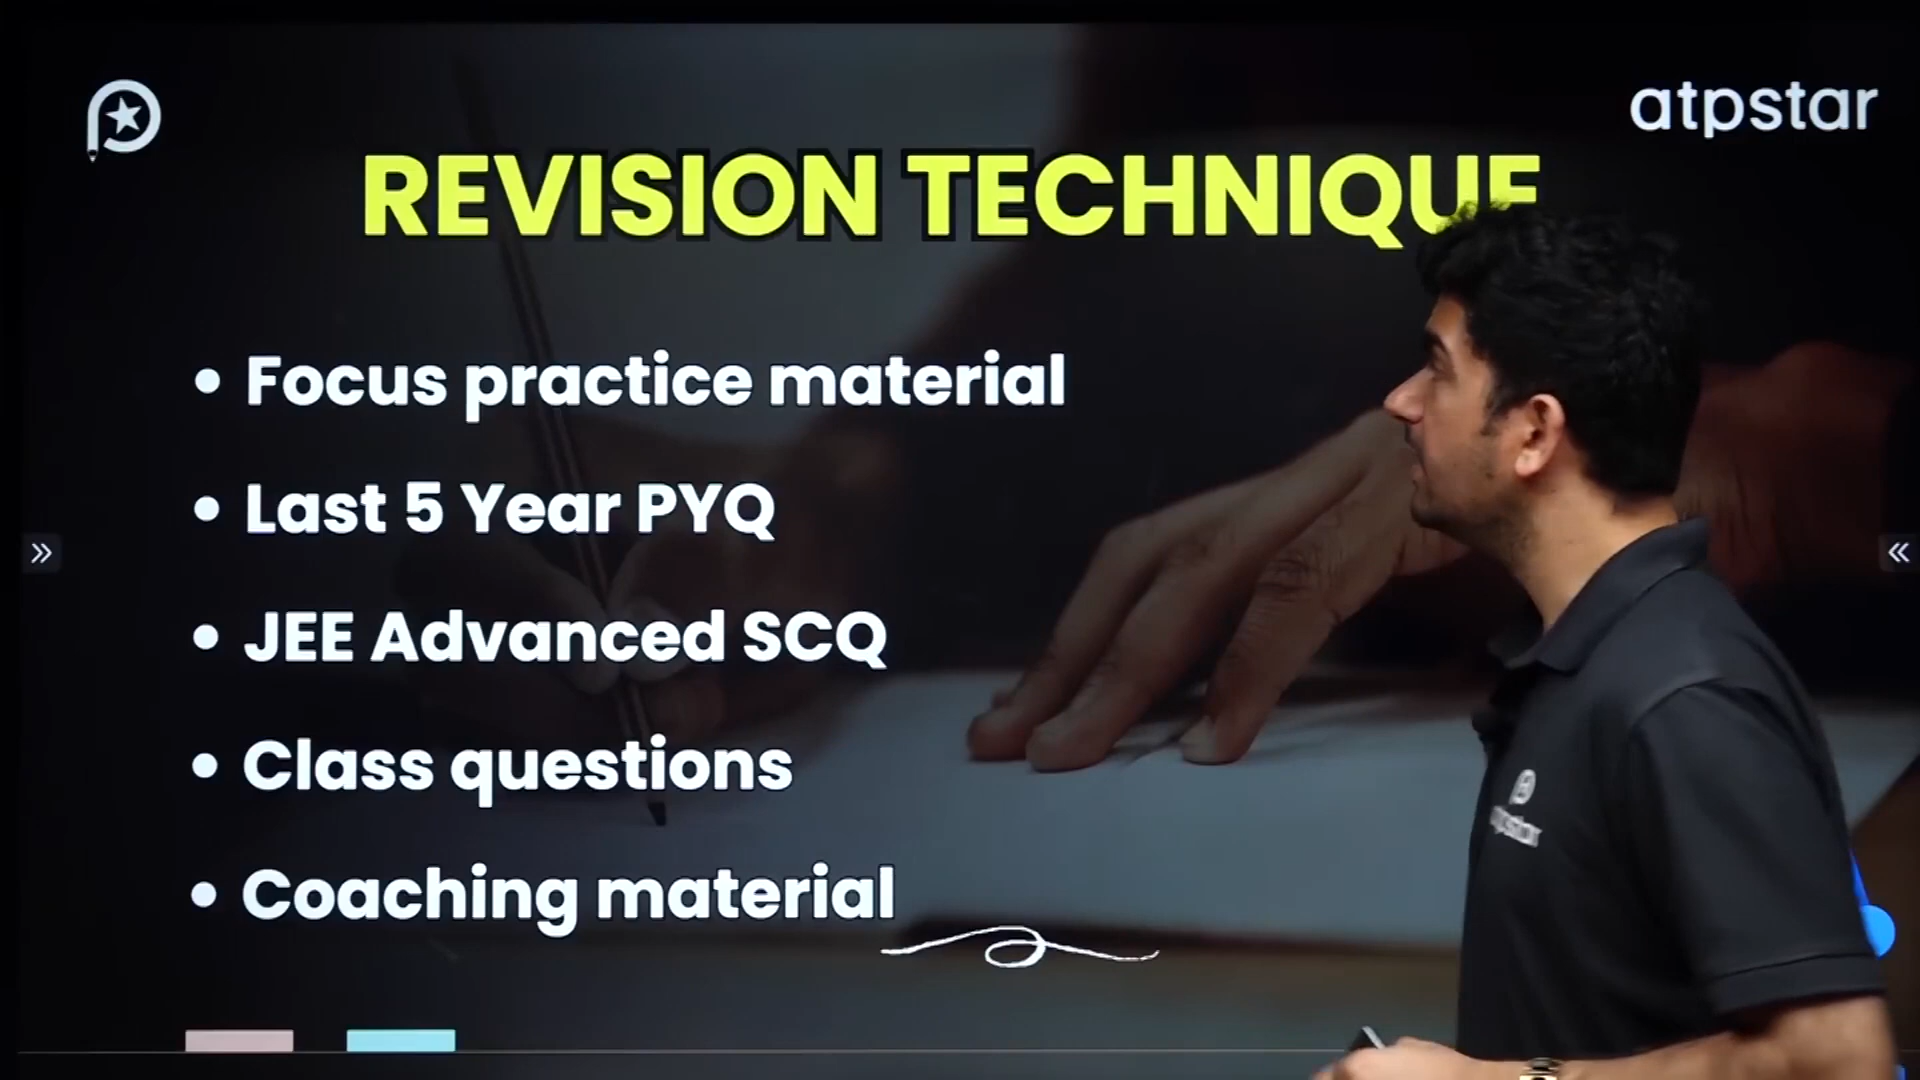 atpstar
REVISION TECHNIQUE
• Focus practice material
• Last 5 Year PYQ
• JEE Advanced SCQ
• Class questions
• Coaching material